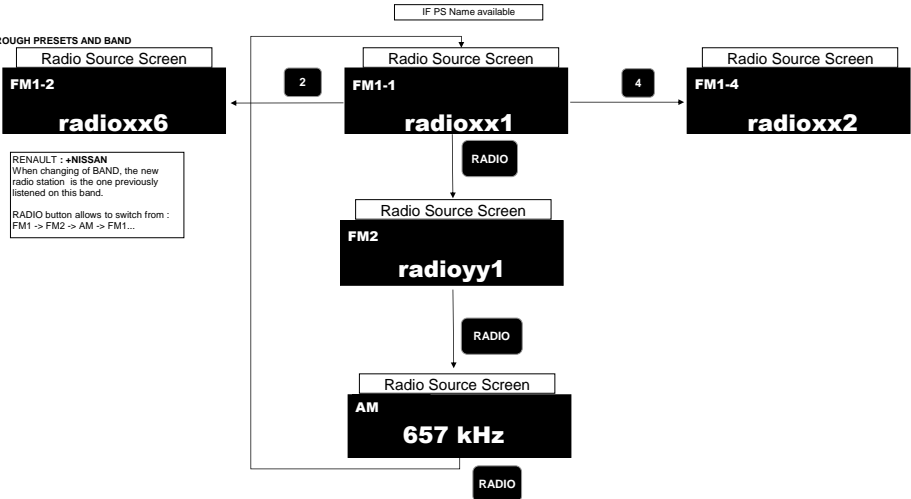 IF PS Name available
ROUGH PRESETS AND BAND
Radio Source Screen
FM1-2
radioxx6
2
Radio Source Screen
FM1-1
radioxx1
4
Radio Source Screen
FM1-4
radioxx2
RENAULT : +NISSAN
When changing of BAND, the new
radio station is the one previously
listened on this band.
RADIO button allows to switch from :
FM1 -> FM2 -> AM -> FM1...
RADIO
Radio Source Screen
FM2
radioyy1
RADIO
Radio Source Screen
AM
657 kHz
RADIO